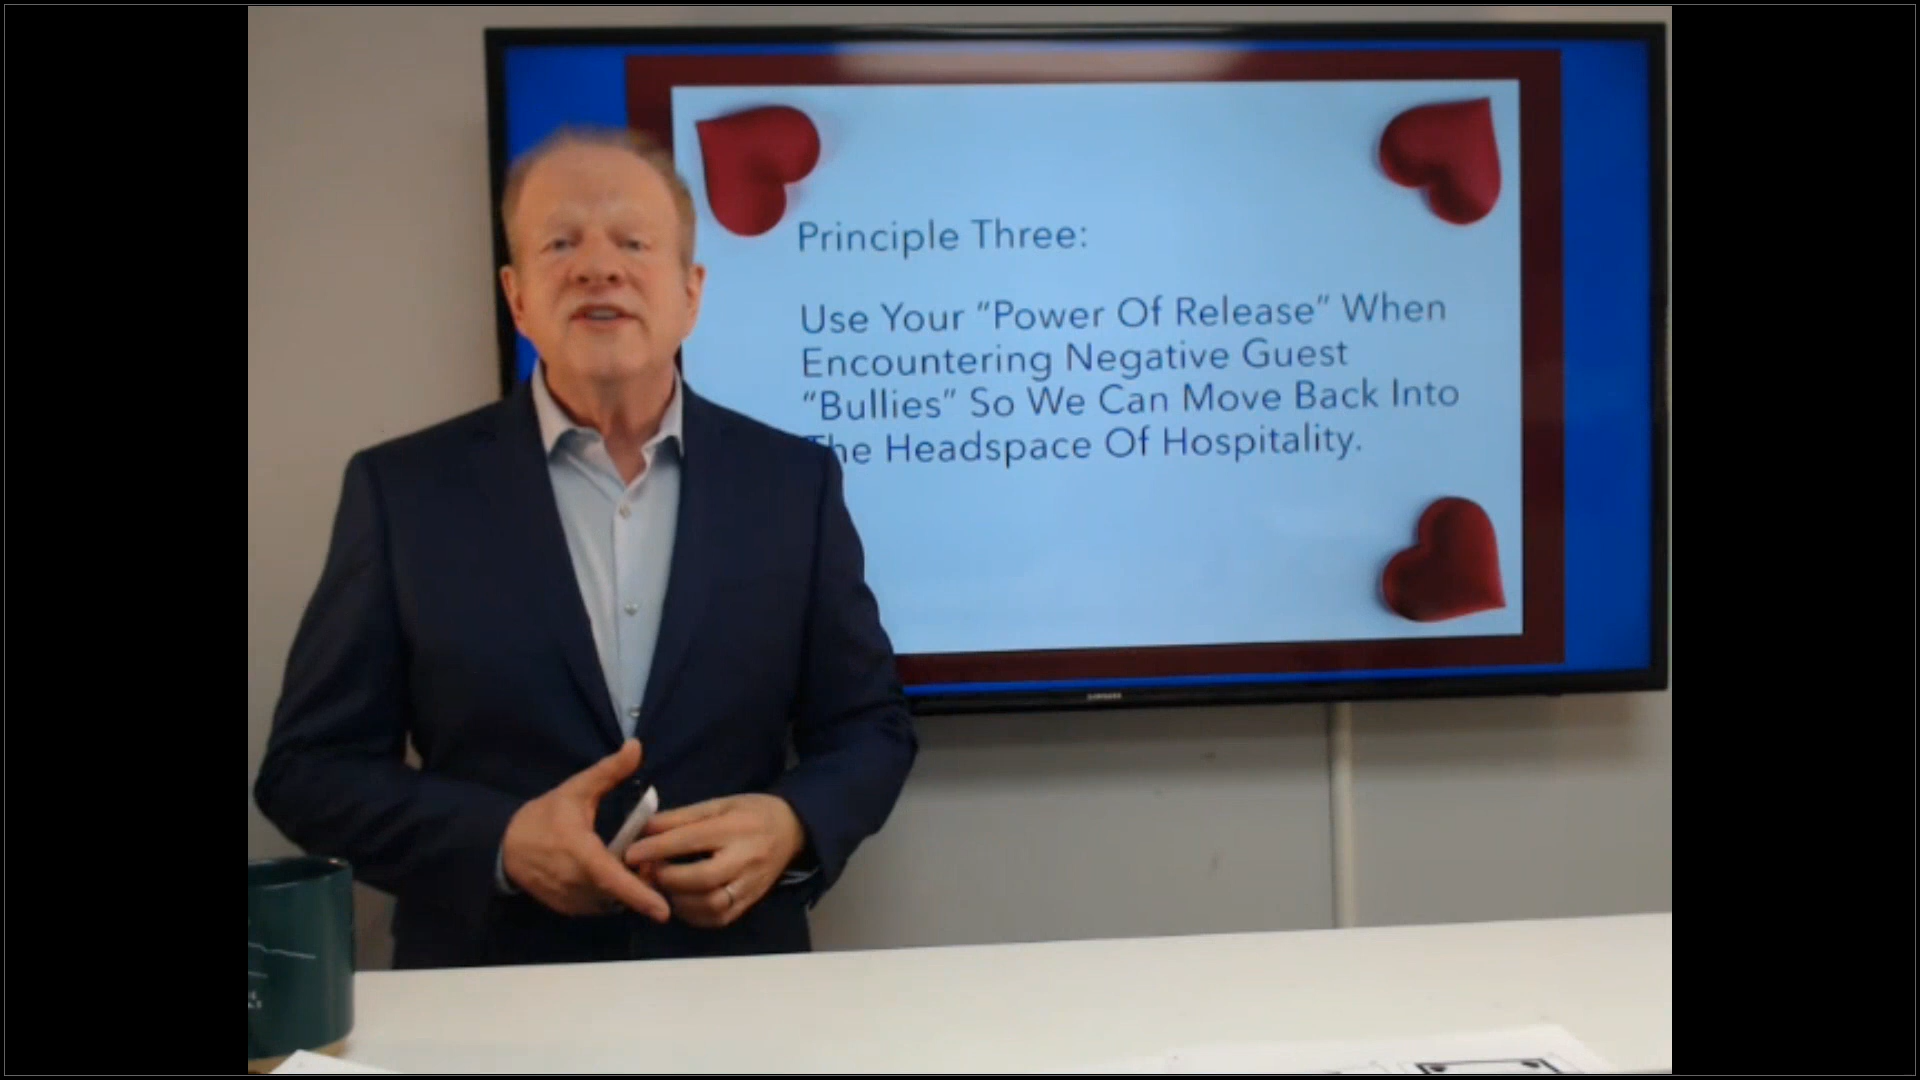 Principle Three:
Use Your “Power Of Release” When
Encountering Negative Guest
“Bullies” So We Can Move Back Into
The Headspace Of Hospitality.
SAMSUNG